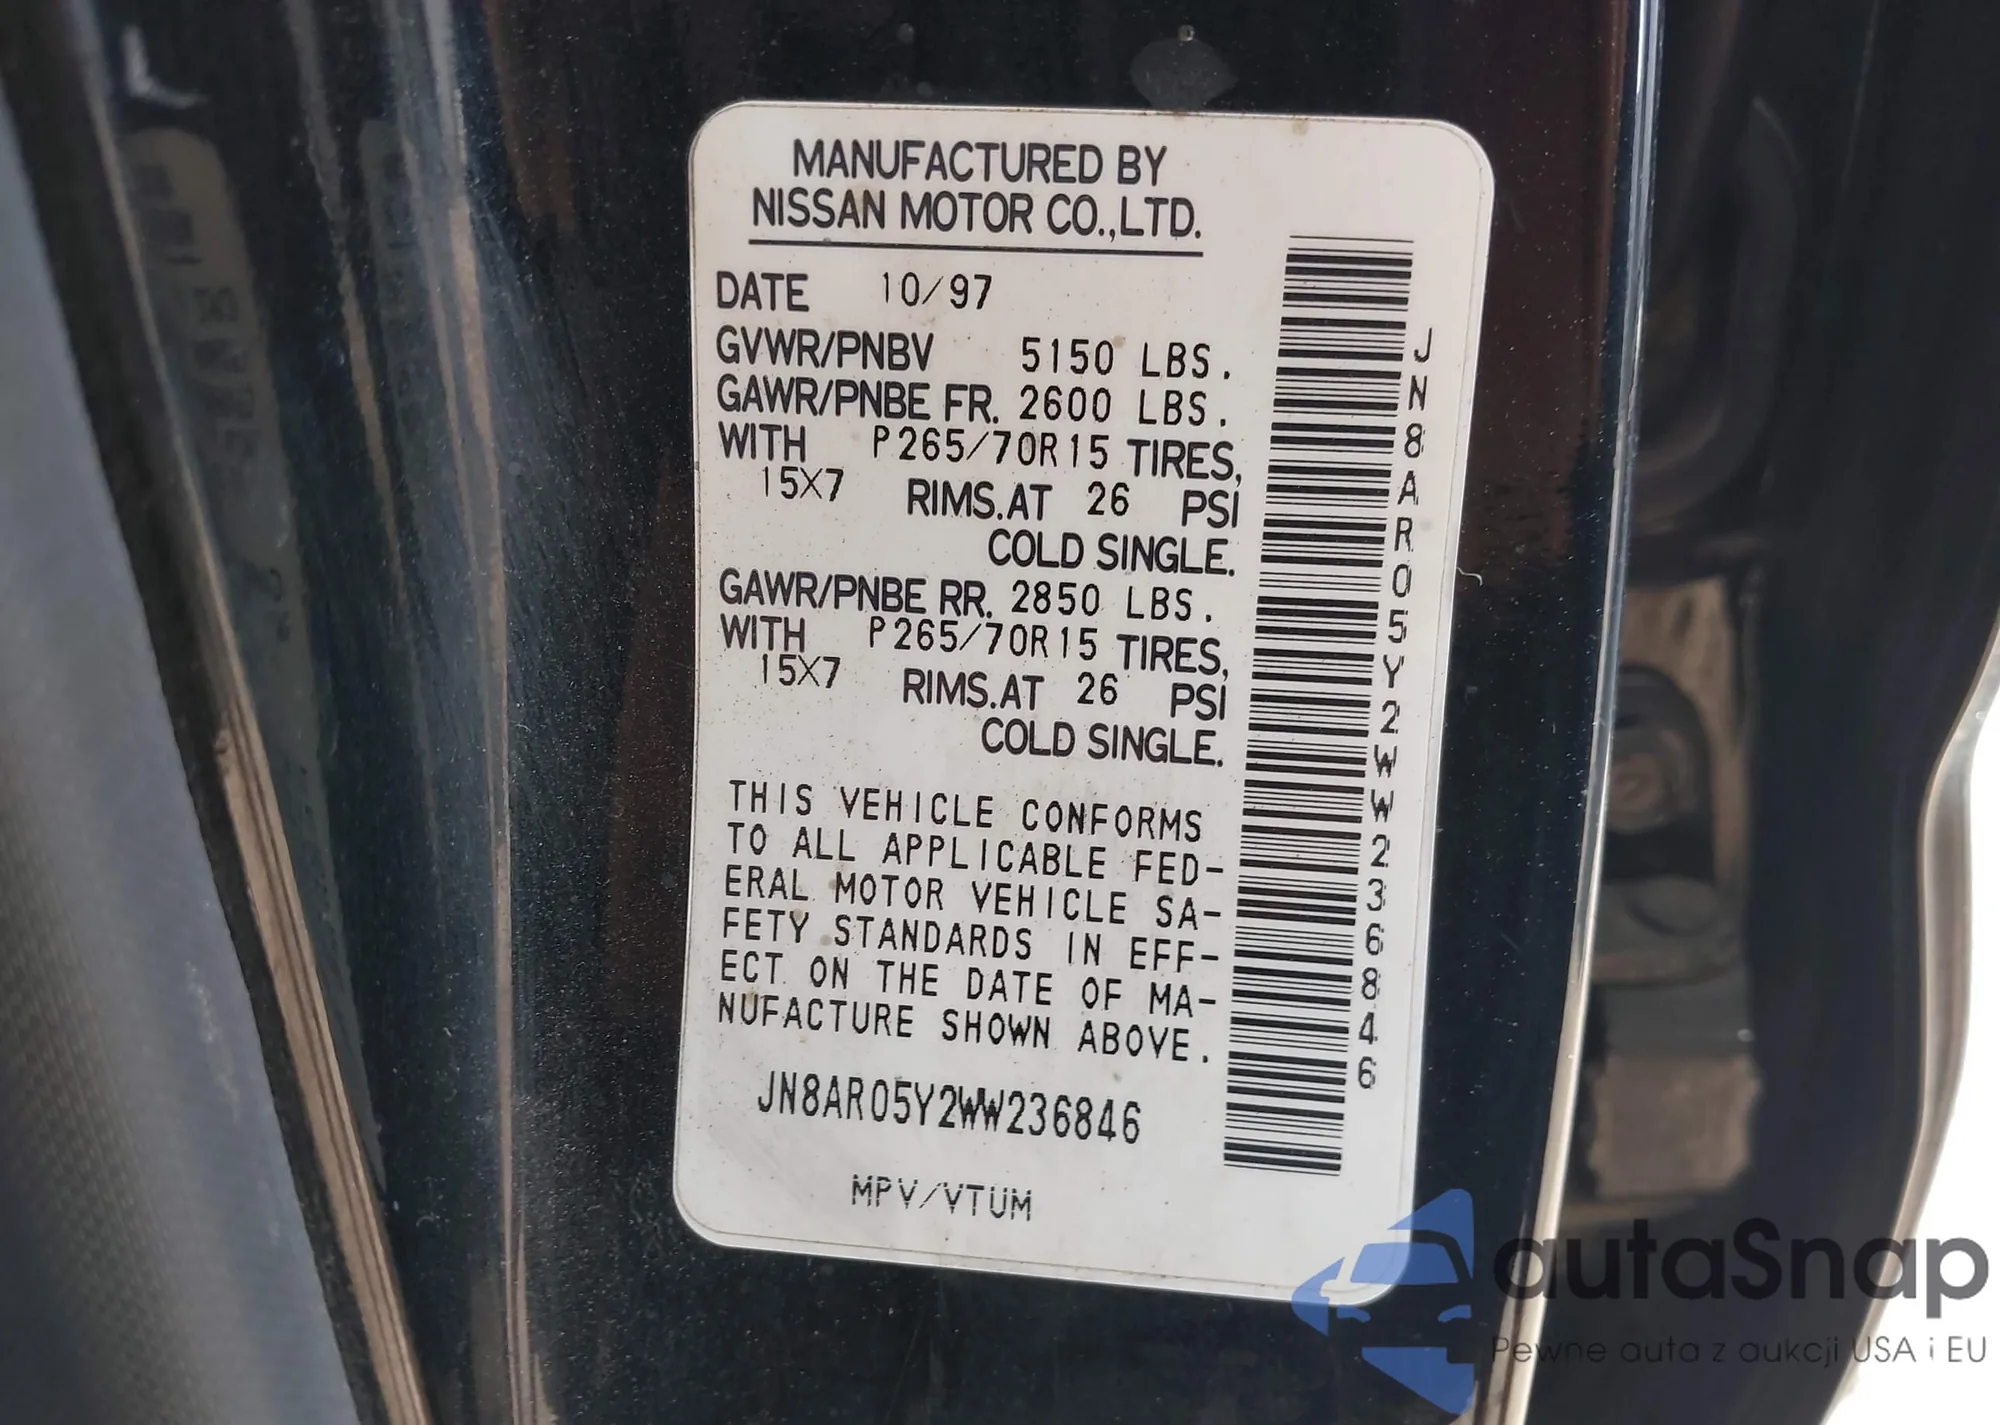 MANUFACTURED BY
NISSAN MOTOR CO.,LTD.
DATE 10/97
GVWR/PNBV 5150 LBS.
GAWR/PNBE FR. 2600 LBS.
WITH P265/70R15 TIRES,
15X7 RIMS.AT 26 PSI
COLD SINGLE.
GAWR/PNBE RR. 2850 LBS.
WITH P265/70R15 TIRES,
15X7 RIMS.AT 26 PSI
COLD SINGLE.
THIS VEHICLE CONFORMS
TO ALL APPLICABLE FED-
ERAL MOTOR VEHICLE SA-
FETY STANDARDS IN EFF-
ECT ON THE DATE OF MA-
NUFACTURE SHOWN ABOVE.
JN8AR05Y2WW236846
MPV/VTUM
JN8AR05Y2WW236846
autaSnap
Pewne auta z aukcji USA i EU